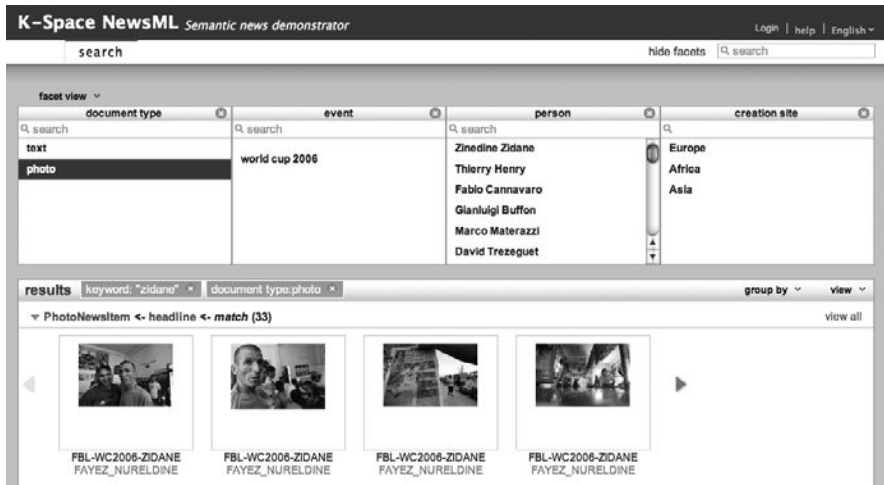 K-Space NewsML Semantic news demonstrator
Login | help | English
search
hide facets
search
facet view
document type
event
person
creation site
search
search
search
text
photo
world cup 2006
Zinedine Zidane
Thierry Henry
Fabio Cannavaro
Gianluigi Buffon
Marco Materazzi
David Trezeguet
Europe
Africa
Asia
results keyword: "zidane" × document type:photo ×
group by
view
PhotoNewsItem <- headline <- match (33)
view all
FBL-WC2006-ZIDANE
FAYEZ_NURELDINE
FBL-WC2006-ZIDANE
FAYEZ_NURELDINE
FBL-WC2006-ZIDANE
FAYEZ_NURELDINE
FBL-WC2006-ZIDANE
FAYEZ_NURELDINE